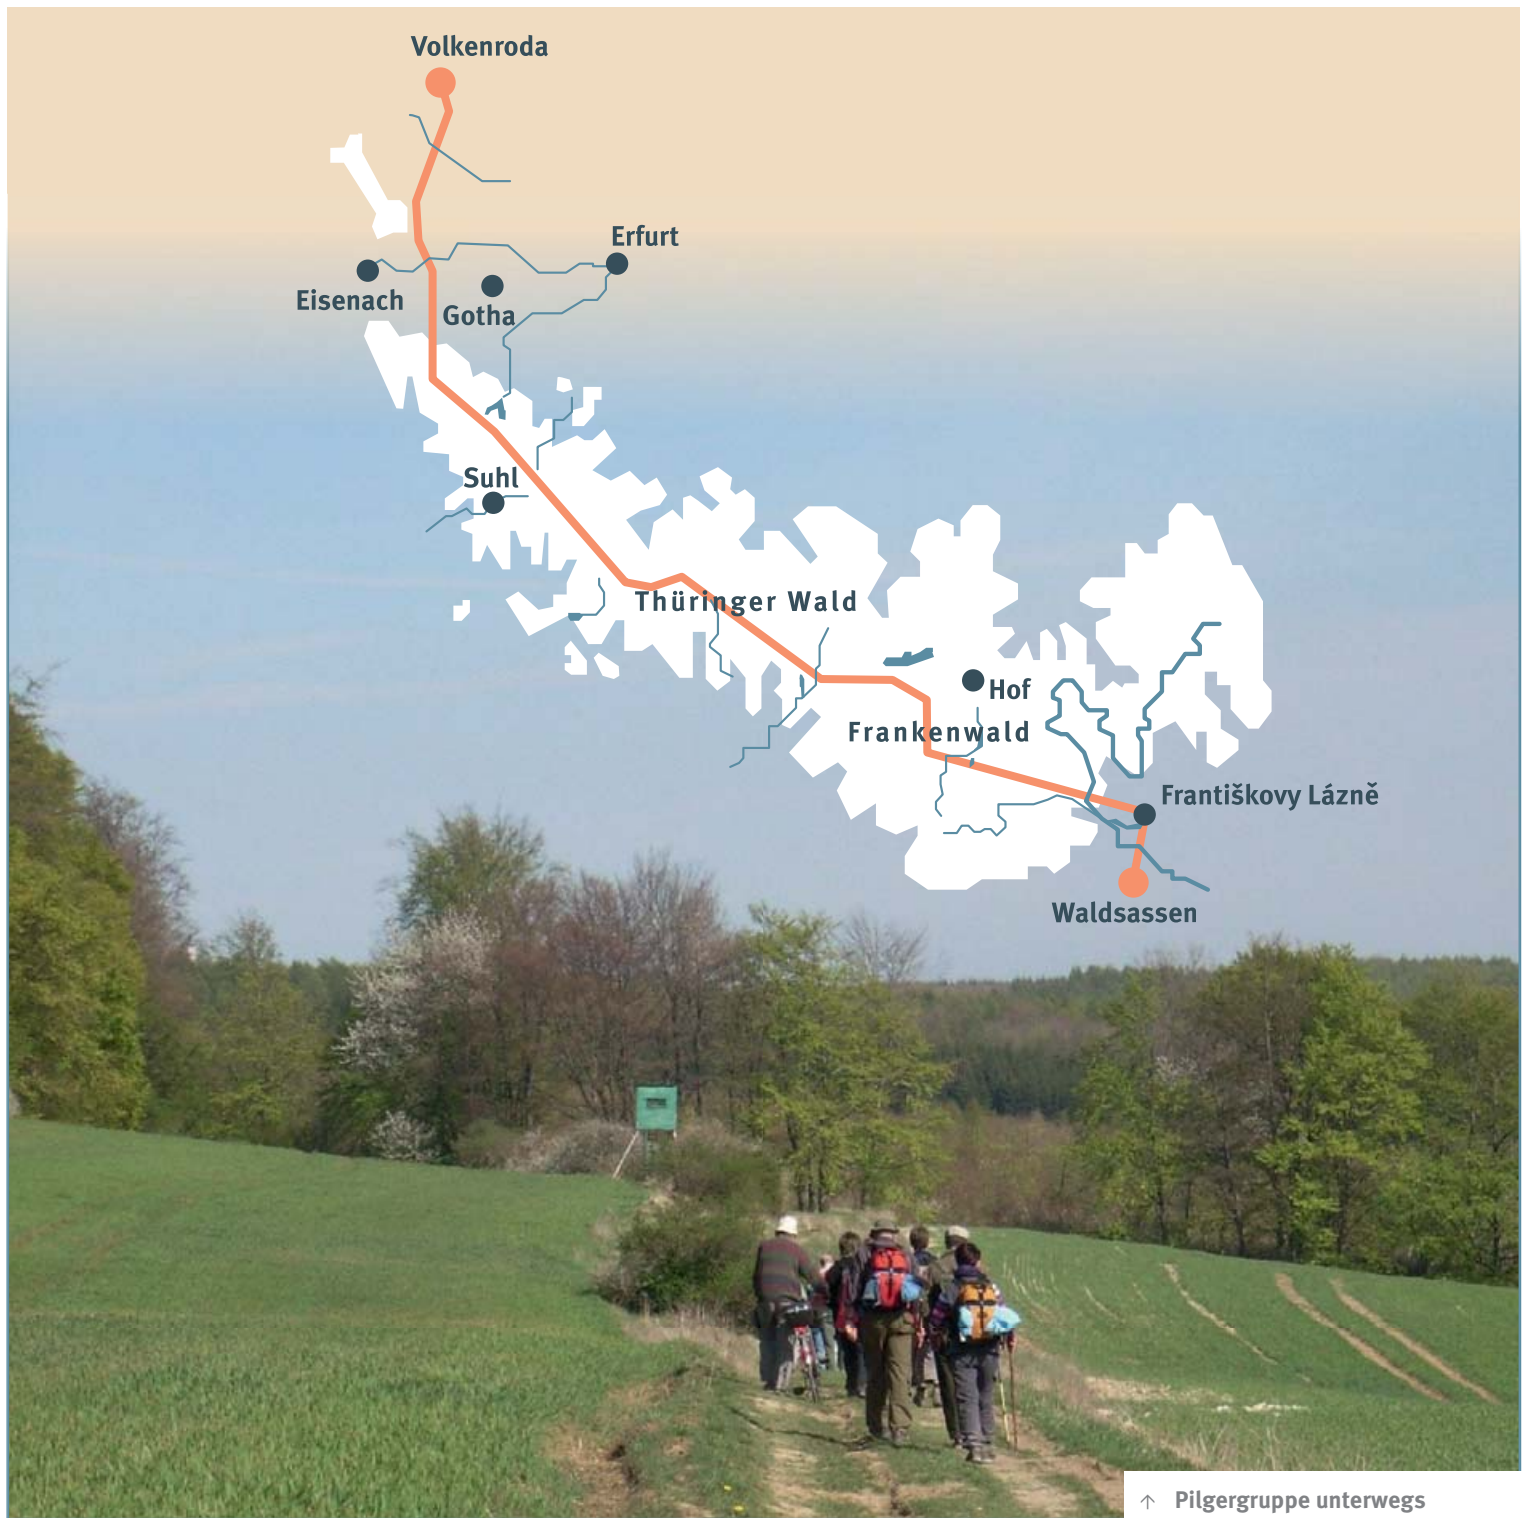 Volkenroda
Erfurt
Eisenach
Gotha
Suhl
Thüringer Wald
Hof
Frankenwald
Františkovy Lázně
Waldsassen
↑ Pilgergruppe unterwegs